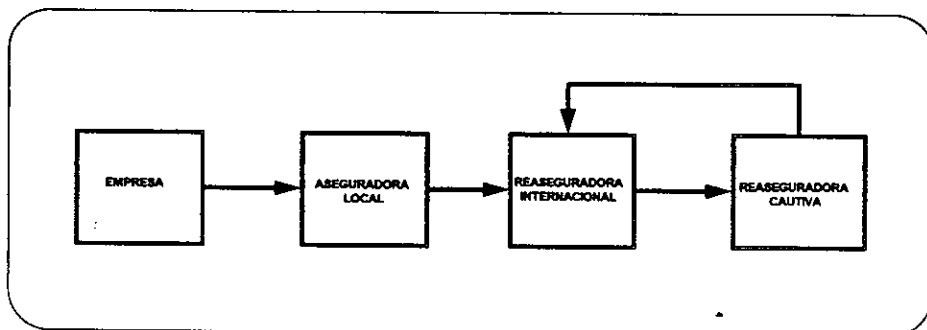 EMPRESA
ASEGURADORA
LOCAL
REASEGURADORA
INTERNACIONAL
REASEGURADORA
CAUTIVA